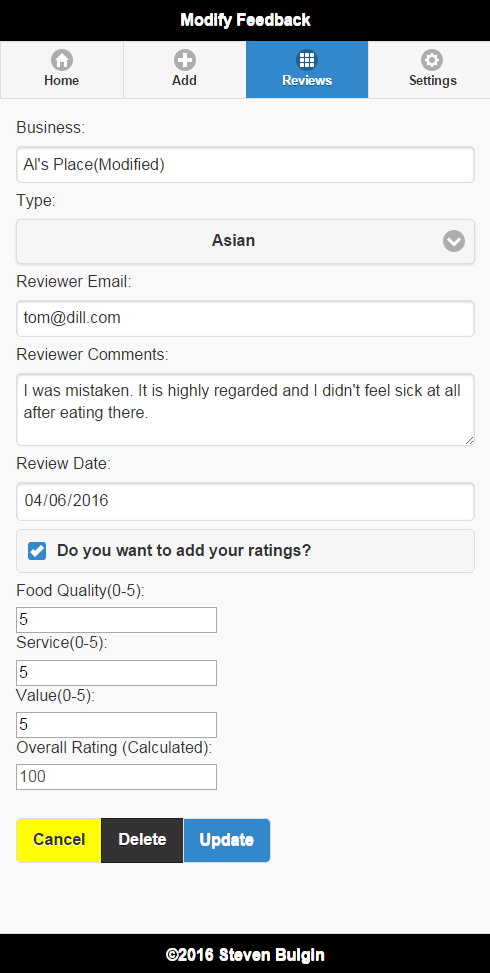 Modify Feedback
Home Add Reviews Settings
Business:
Al's Place(Modified)
Type:
Asian
Reviewer Email:
tom@dill.com
Reviewer Comments:
I was mistaken. It is highly regarded and I didn't feel sick at all
after eating there.
Review Date:
04/06/2016
Do you want to add your ratings?
Food Quality(0-5):
5
Service(0-5):
5
Value(0-5):
5
Overall Rating (Calculated):
100
Cancel Delete Update
©2016 Steven Bulgin